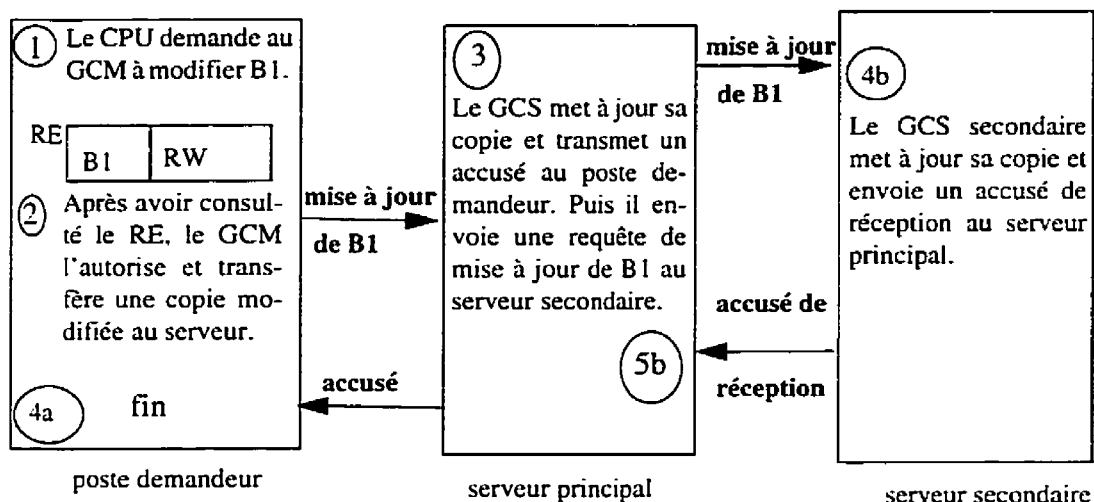 1
Le CPU demande au
GCM à modifier B1.
RE
B1
RW
2
Après avoir consul-
té le RE, le GCM
l'autorise et trans-
fère une copie mo-
difiée au serveur.
4a
fin
poste demandeur
mise à jour
de B1
accusé
3
Le GCS met à jour sa
copie et transmet un
accusé au poste de-
mandeur. Puis il en-
voie une requête de
mise à jour de B1 au
serveur secondaire.
5b
serveur principal
mise à jour
de B1
accusé de
réception
4b
Le GCS secondaire
met à jour sa copie et
envoie un accusé de
réception au serveur
principal.
serveur secondaire